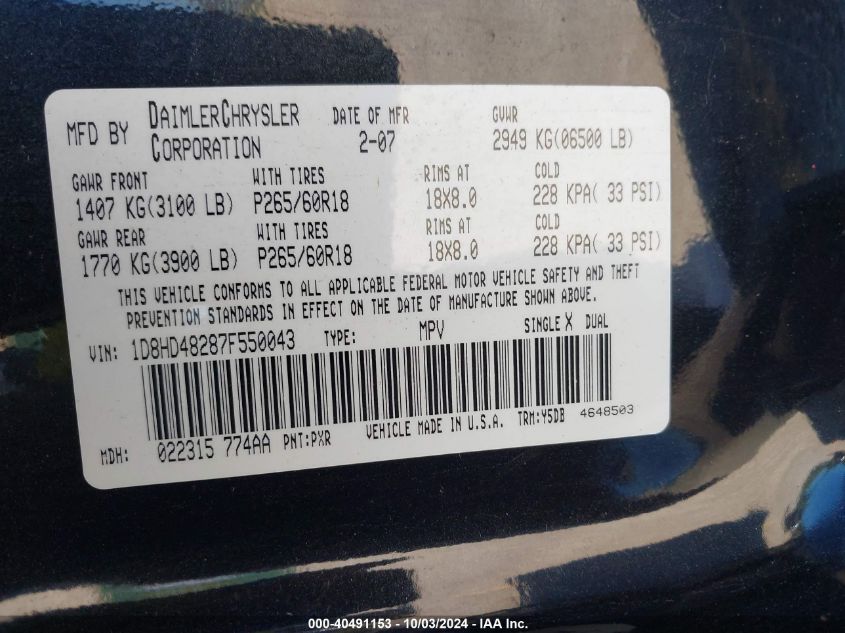 MFD BY DAIMLERCHRYSLER CORPORATION DATE OF MFR 2-07 GVWR 2949 KG(06500 LB)
GAWR FRONT WITH TIRES RIMS AT COLD
1407 KG(3100 LB) P265/60R18 18X8.0 228 KPA( 33 PSI)
GAWR REAR WITH TIRES RIMS AT COLD
1770 KG(3900 LB) P265/60R18 18X8.0 228 KPA( 33 PSI)
THIS VEHICLE CONFORMS TO ALL APPLICABLE FEDERAL MOTOR VEHICLE SAFETY AND THEFT
PREVENTION STANDARDS IN EFFECT ON THE DATE OF MANUFACTURE SHOWN ABOVE.
VIN: 1D8HD48287F550043 TYPE: MPV SINGLE X DUAL
MDH: 022315 774AA PNT:PXR VEHICLE MADE IN U.S.A. TRM:Y5DB 4648503
000-40491153 - 10/03/2024 - IAA Inc.